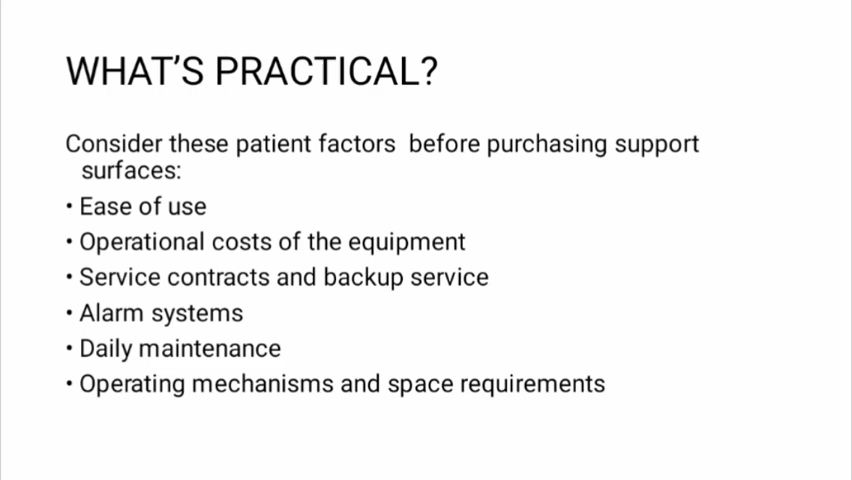 WHAT’S PRACTICAL?
Consider these patient factors  before purchasing support
surfaces:
• Ease of use
• Operational costs of the equipment
• Service contracts and backup service
• Alarm systems
• Daily maintenance
• Operating mechanisms and space requirements